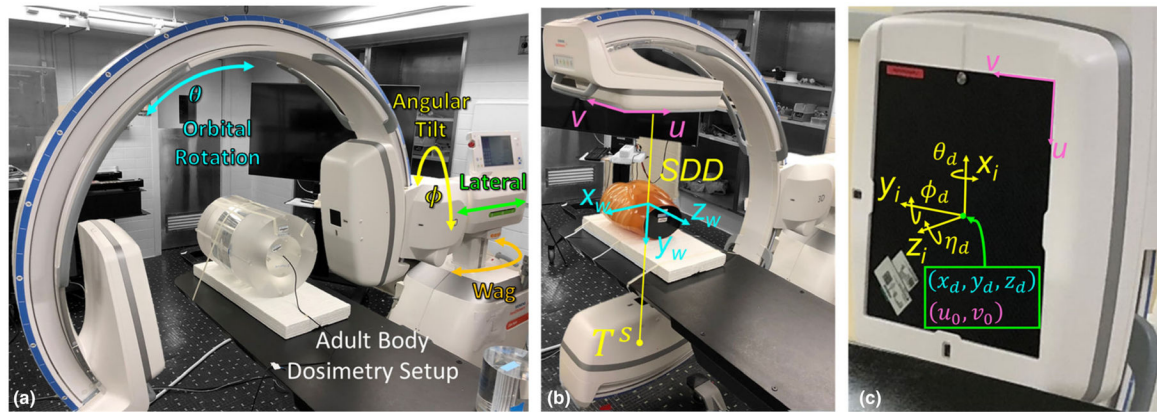 θ
Orbital
Rotation
Angular
Tilt
ϕ
Lateral
Wag
Adult Body
Dosimetry Setup
(a)
v
u
SDD
x_w
z_w
y_w
T^S
(b)
v
u
θ_d
x_i
y_i
ϕ_d
z_i
η_d
(x_d, y_d, z_d)
(u_0, v_0)
(c)